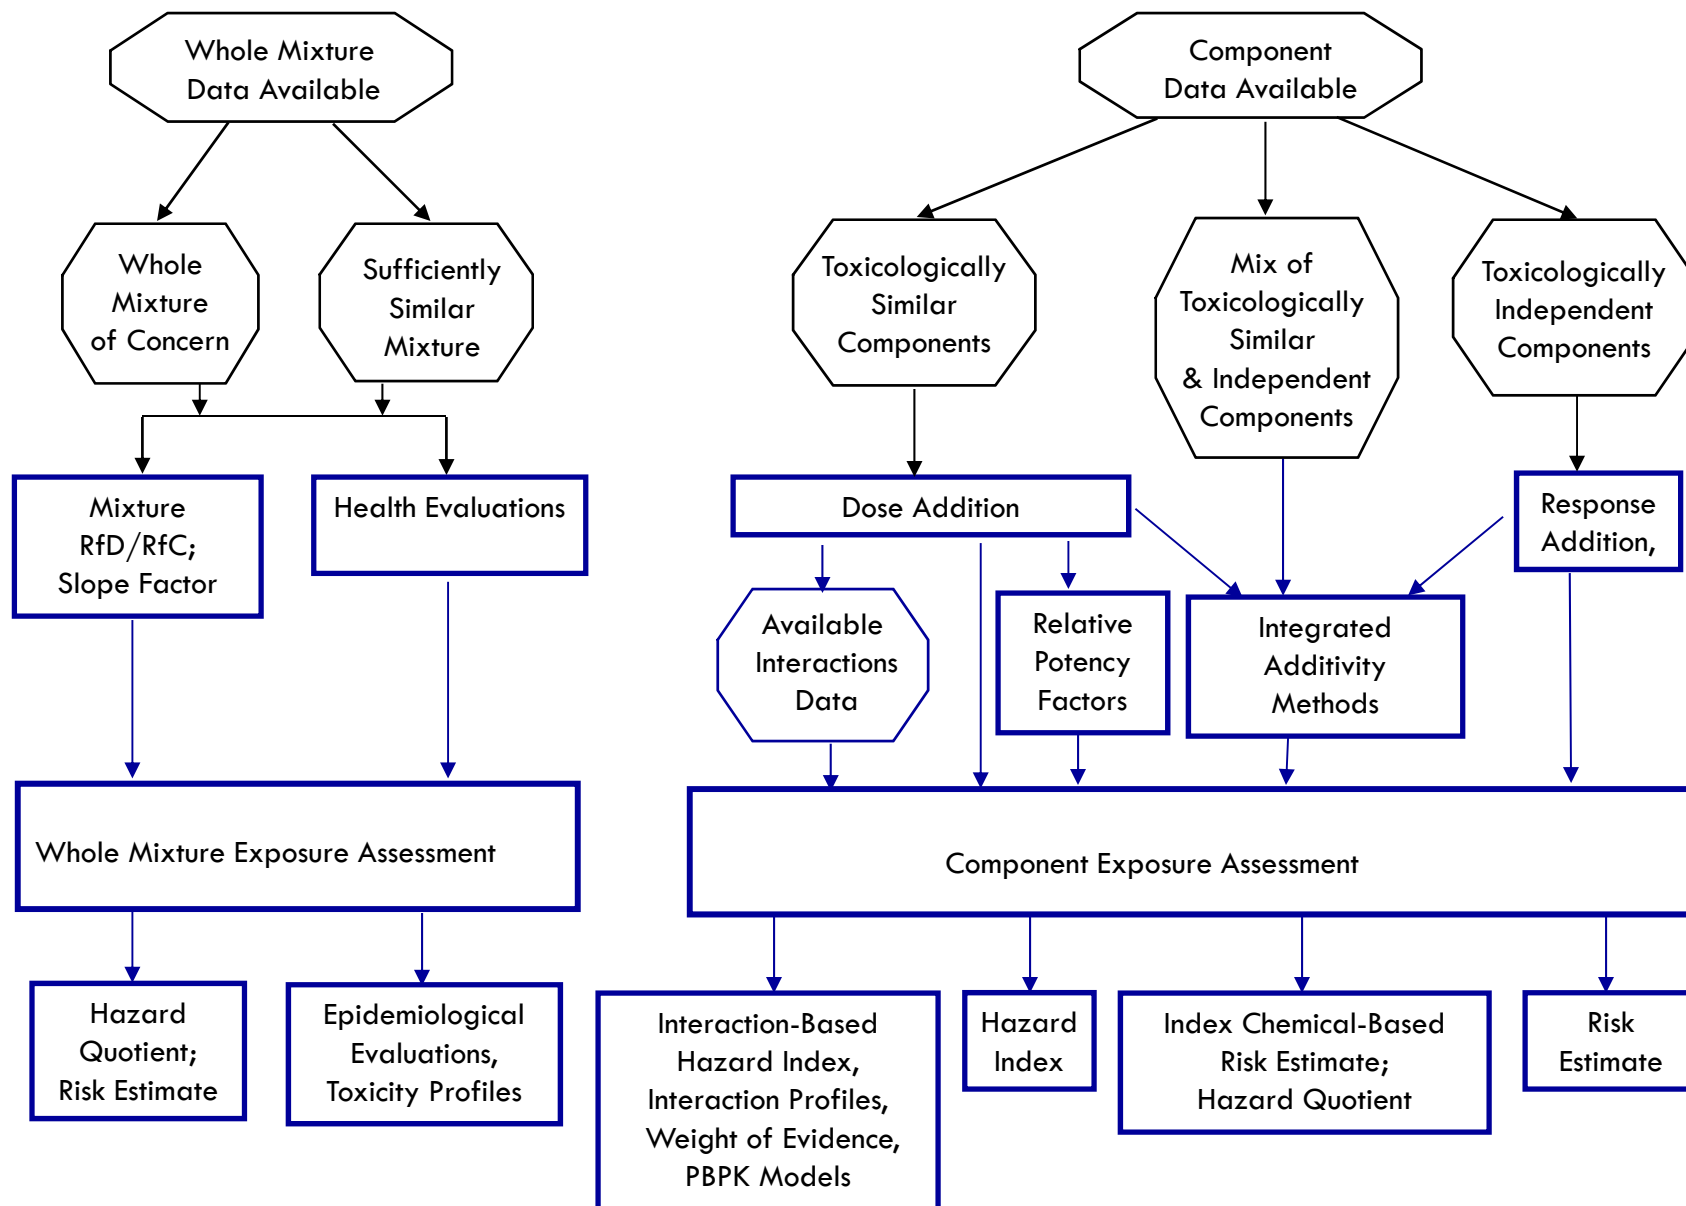 Whole Mixture
Data Available
Component
Data Available
Whole
Mixture
of Concern
Sufficiently
Similar
Mixture
Toxicologically
Similar
Components
Mix of
Toxicologically
Similar
& Independent
Components
Toxicologically
Independent
Components
Mixture
RfD/RfC;
Slope Factor
Health Evaluations
Dose Addition
Response
Addition,
Available
Interactions
Data
Relative
Potency
Factors
Integrated
Additivity
Methods
Whole Mixture Exposure Assessment
Component Exposure Assessment
Hazard
Quotient;
Risk Estimate
Epidemiological
Evaluations,
Toxicity Profiles
Interaction-Based
Hazard Index,
Interaction Profiles,
Weight of Evidence,
PBPK Models
Hazard
Index
Index Chemical-Based
Risk Estimate;
Hazard Quotient
Risk
Estimate